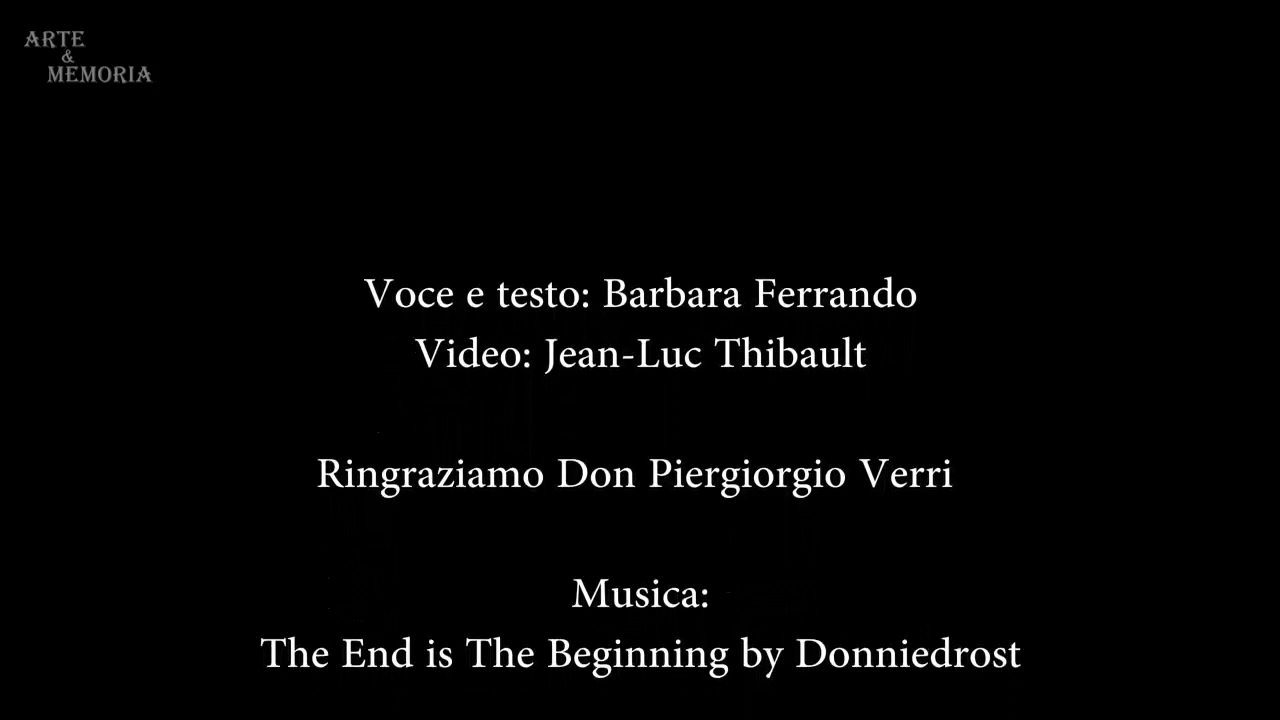 ARTE
&
MEMORIA
Voce e testo: Barbara Ferrando
Video: Jean-Luc Thibault
Ringraziamo Don Piergiorgio Verri
Musica:
The End is The Beginning by Donniedrost